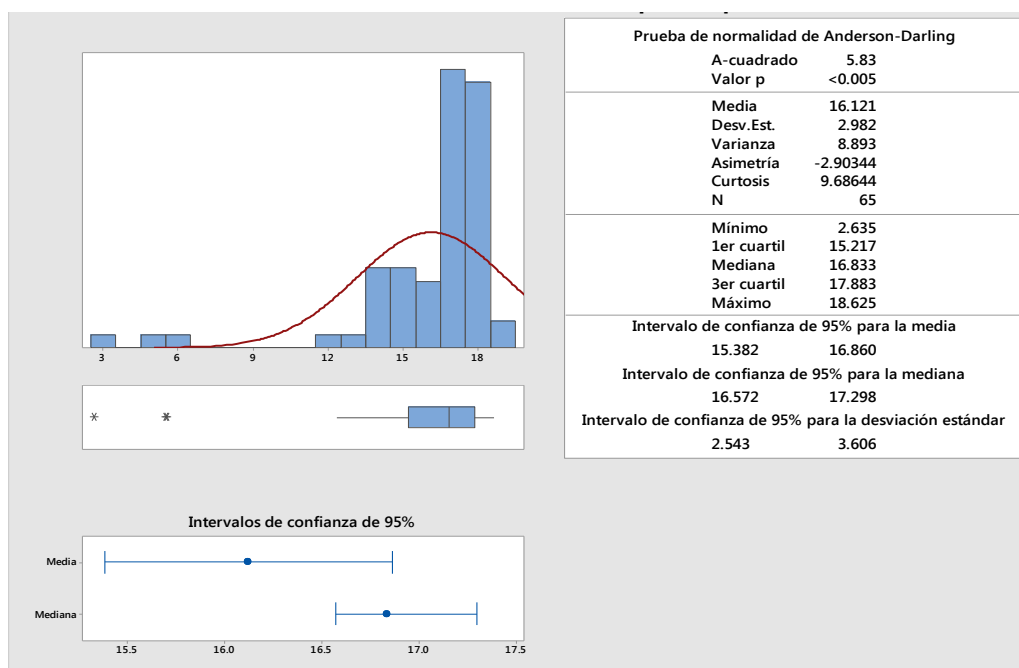 3 6 9 12 15 18
Intervalos de confianza de 95%
Media
Mediana
15.5 16.0 16.5 17.0 17.5
Prueba de normalidad de Anderson-Darling
A-cuadrado 5.83
Valor p <0.005
Media 16.121
Desv.Est. 2.982
Varianza 8.893
Asimetría -2.90344
Curtosis 9.68644
N 65
Mínimo 2.635
1er cuartil 15.217
Mediana 16.833
3er cuartil 17.883
Máximo 18.625
Intervalo de confianza de 95% para la media
15.382 16.860
Intervalo de confianza de 95% para la mediana
16.572 17.298
Intervalo de confianza de 95% para la desviación estándar
2.543 3.606